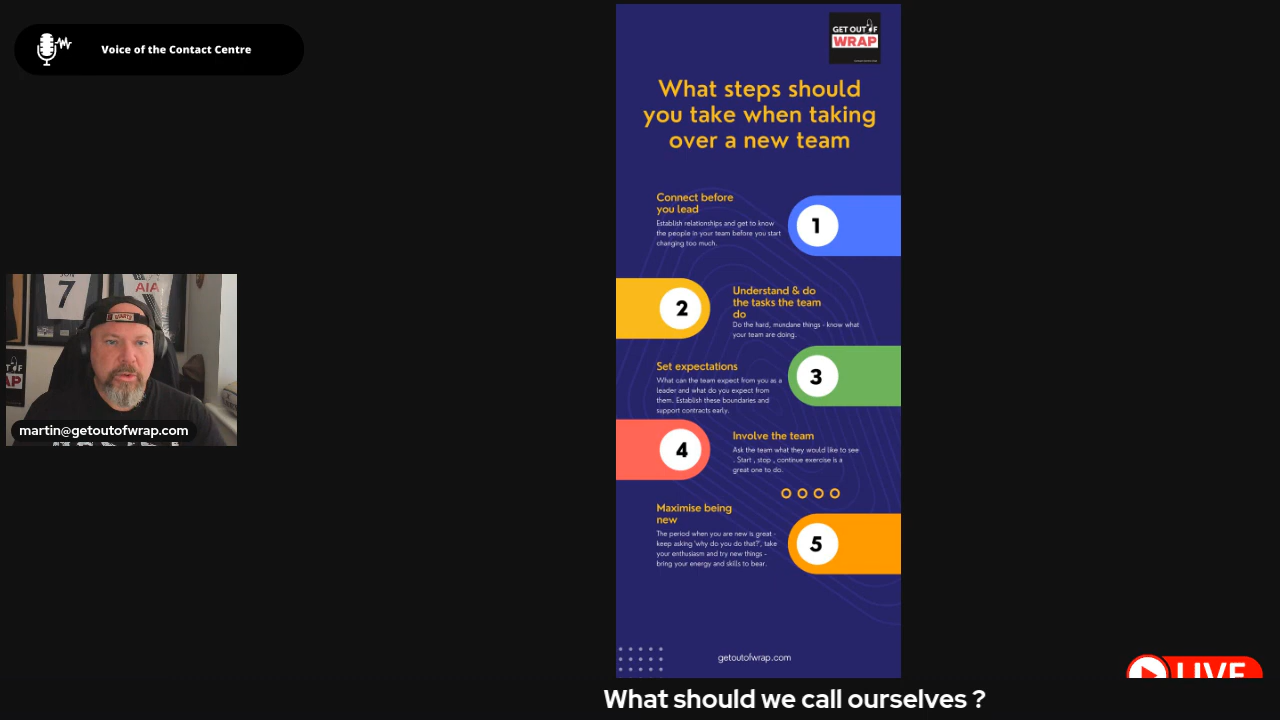 Voice of the Contact Centre
GET OUT OF
WRAP
What steps should
you take when taking
over a new team
Connect before
you lead
Establish relationships and get to know
the people in your team before you start
changing too much.
1
2
Understand & do
the tasks the team
do
Do the hard, mundane things - know what
your team are doing.
Set expectations
What can the team expect from you as a
leader and what do you expect from
them. Establish these boundaries and
support contracts early.
3
4
Involve the team
Ask the team what they would like to see
. Start , stop , continue exercise is a
great one to do.
Maximise being
new
The period when you are new is great -
keep asking 'why do you do that?', take
your enthusiasm and try new things -
bring your energy and skills to bear.
5
getoutofwrap.com
7
AIA
martin@getoutofwrap.com
LIVE
What should we call ourselves ?